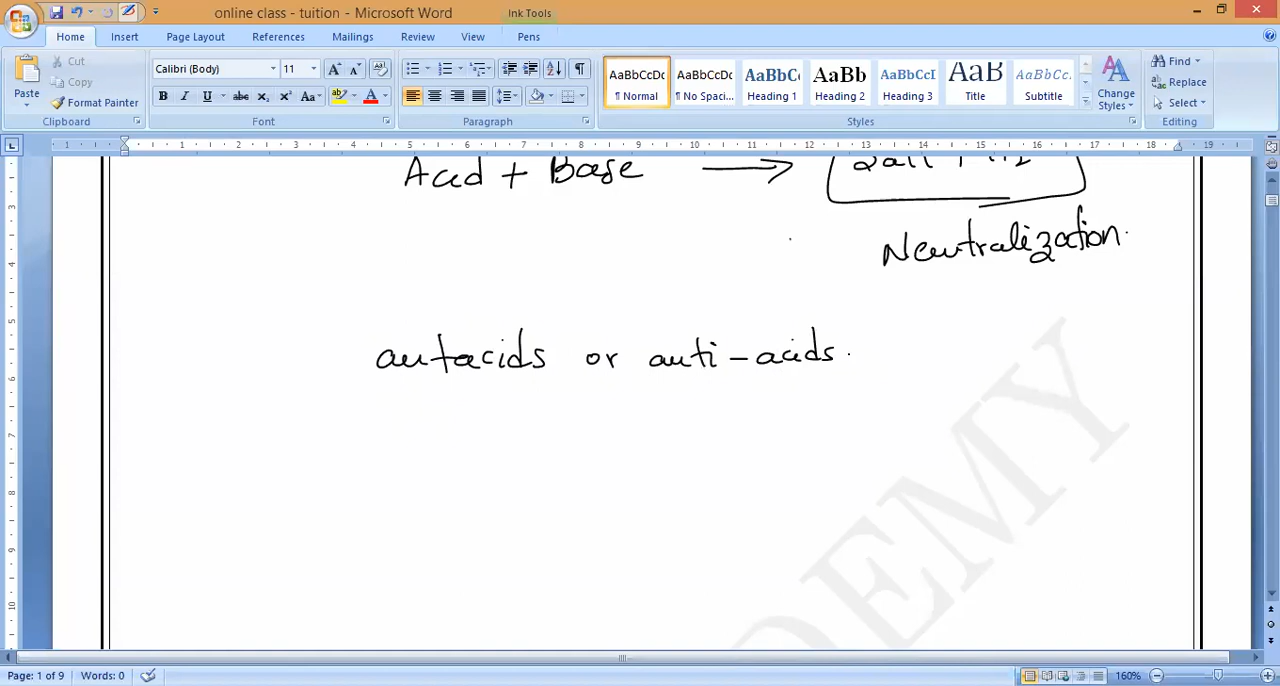 online class - tuition - Microsoft Word
Ink Tools
Home Insert Page Layout References Mailings Review View Pens
Paste
Cut
Copy
Format Painter
Clipboard
Calibri (Body) 11
Font
Paragraph
AaBbCcDc AaBbCcDc AaBbC AaBb AaBbCcI AaB AaBbCc.
¶ Normal ¶ No Spaci... Heading 1 Heading 2 Heading 3 Title Subtitle
Styles
Change Styles
Find
Replace
Select
Editing
Acid + Base →
Neutralization.
antacids or anti-acids.
DEMY
Page: 1 of 9 Words: 0 160%